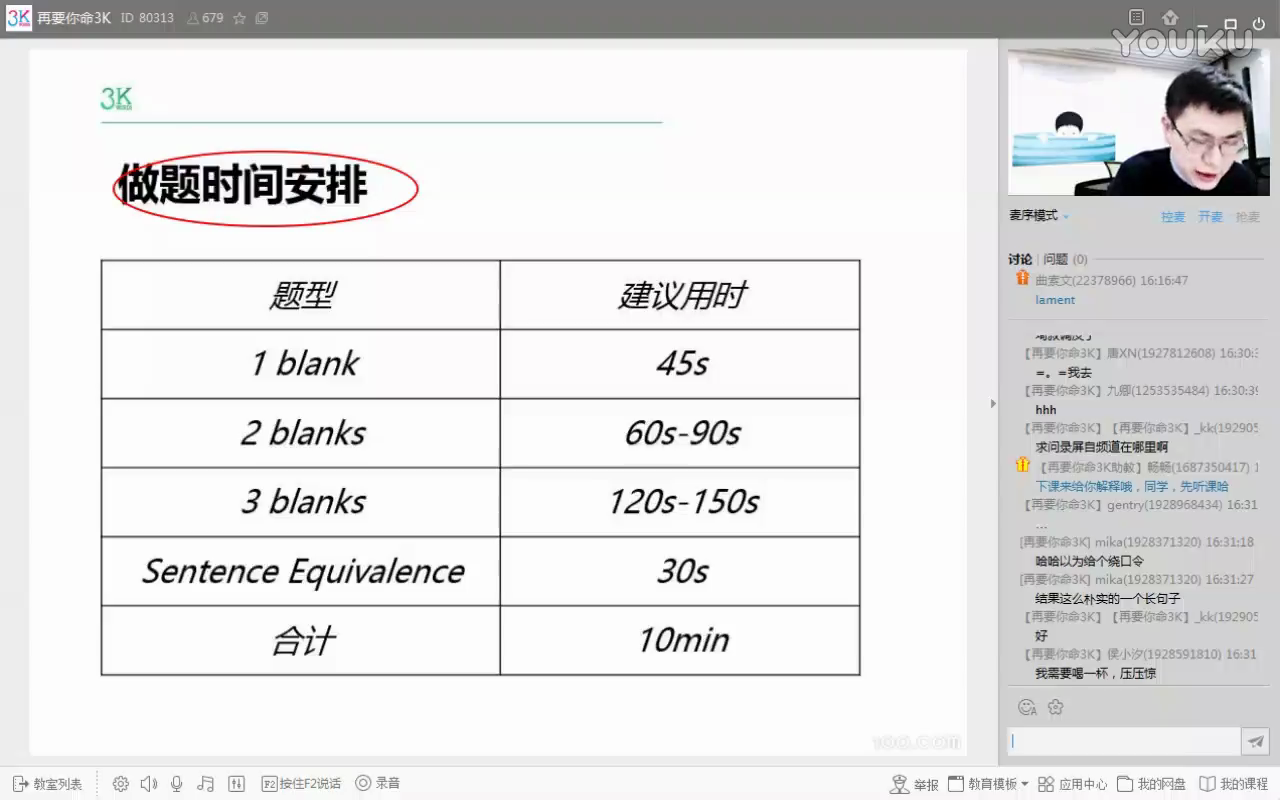 3K 再要你命3K ID 80313 679
YOUKU
3K
做题时间安排
题型 建议用时
1 blank 45s
2 blanks 60s-90s
3 blanks 120s-150s
Sentence Equivalence 30s
合计 10min
100.com
麦序模式 控麦 开麦 抢麦
讨论 | 问题 (0)
曲素文(22378966) 16:16:47
lament
【再要你命3K】庸XN(1927812608) 16:30:3
=。=我去
【再要你命3K】九卿(1253535484) 16:30:39
hhh
【再要你命3K】【再要你命3K】_kk(192905
求问录屏自频道在哪里啊
【再要你命3K助教】畅畅(1687350417) 1
下课来给你解释哦，同学，先听课哈
【再要你命3K】gentry(1928968434) 16:31
...
[再要你命3K] mika(1928371320) 16:31:18
哈哈以为给个绕口令
[再要你命3K] mika(1928371320) 16:31:27
结果这么朴实的一个长句子
【再要你命3K】【再要你命3K】_kk(192905
好
【再要你命3K】侯小汐(1928591810) 16:31
我需要喝一杯，压压惊
教室列表 F2 按住F2说话 录音 举报 教育模板 应用中心 我的网盘 我的课程